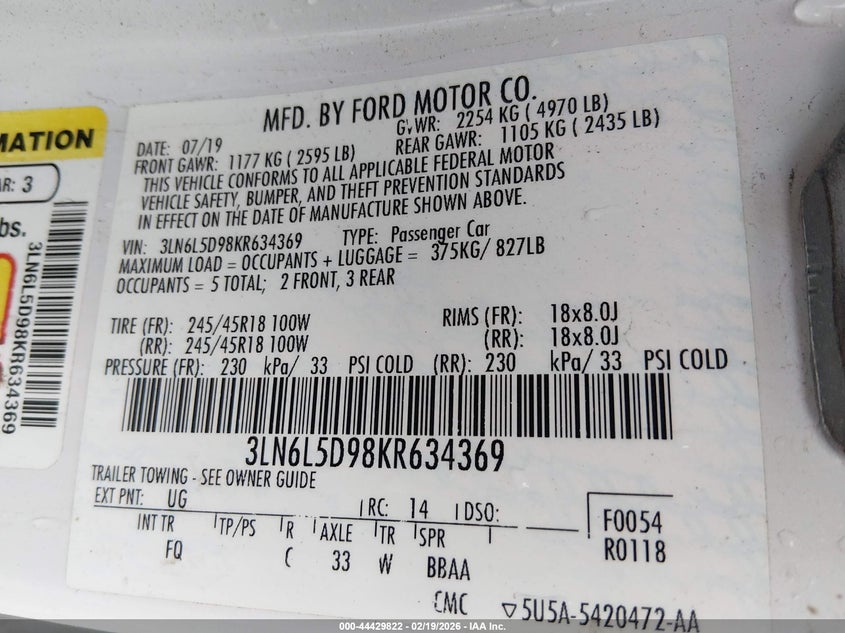 MATION
AR: 3
bs.
3LN6L5D98KR634369
MFD. BY FORD MOTOR CO.
DATE: 07/19 GVWR: 2254 KG ( 4970 LB)
FRONT GAWR: 1177 KG ( 2595 LB) REAR GAWR: 1105 KG ( 2435 LB)
THIS VEHICLE CONFORMS TO ALL APPLICABLE FEDERAL MOTOR
VEHICLE SAFETY, BUMPER, AND THEFT PREVENTION STANDARDS
IN EFFECT ON THE DATE OF MANUFACTURE SHOWN ABOVE.
VIN: 3LN6L5D98KR634369 TYPE: Passenger Car
MAXIMUM LOAD = OCCUPANTS + LUGGAGE = 375KG/ 827LB
OCCUPANTS = 5 TOTAL; 2 FRONT, 3 REAR
TIRE (FR): 245/45R18 100W RIMS (FR): 18x8.0J
(RR): 245/45R18 100W (RR): 18x8.0J
PRESSURE (FR): 230 kPa/ 33 PSI COLD (RR): 230 kPa/ 33 PSI COLD
3LN6L5D98KR634369
TRAILER TOWING - SEE OWNER GUIDE
EXT PNT: UG RC: 14 DSO: F0054
INT TR TP/PS R AXLE TR SPR R0118
FQ C 33 W BBAA
CMC ▽5U5A-5420472-AA
000-44429822 - 02/19/2026 - IAA Inc.